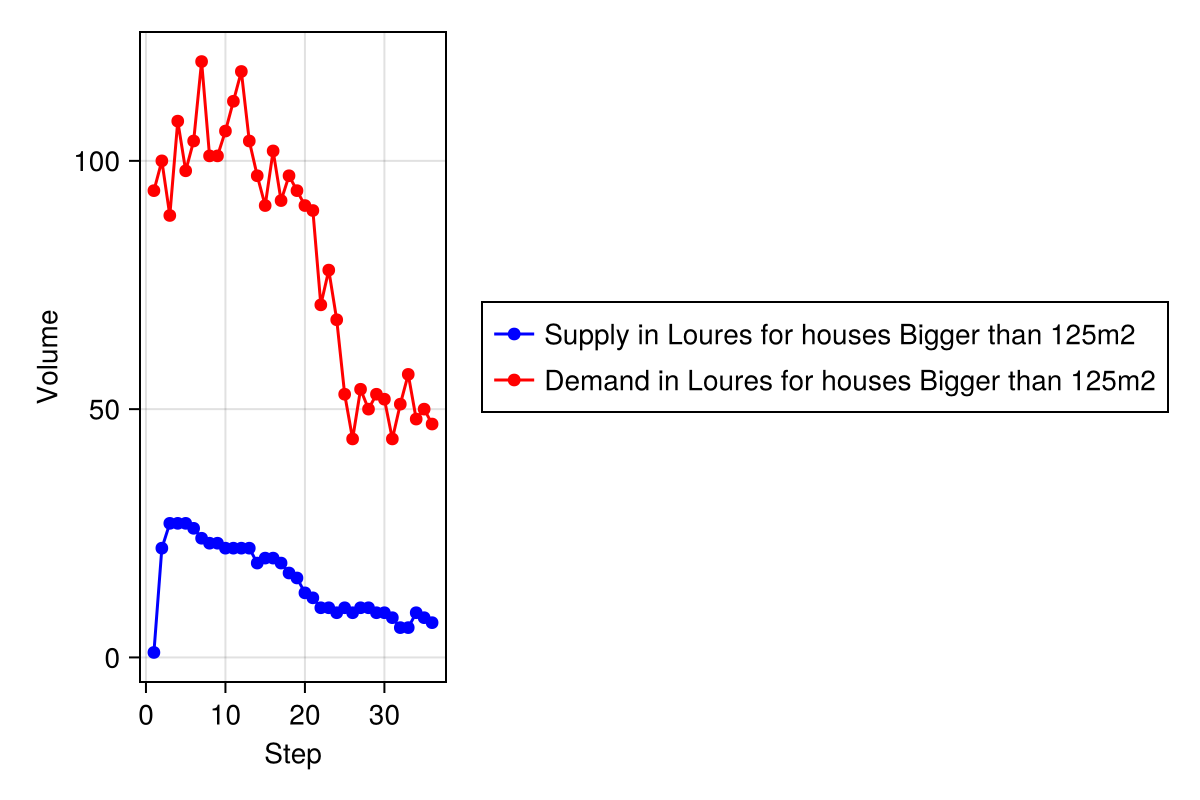 Volume
100
50
0
0 10 20 30
Step
Supply in Loures for houses Bigger than 125m2
Demand in Loures for houses Bigger than 125m2